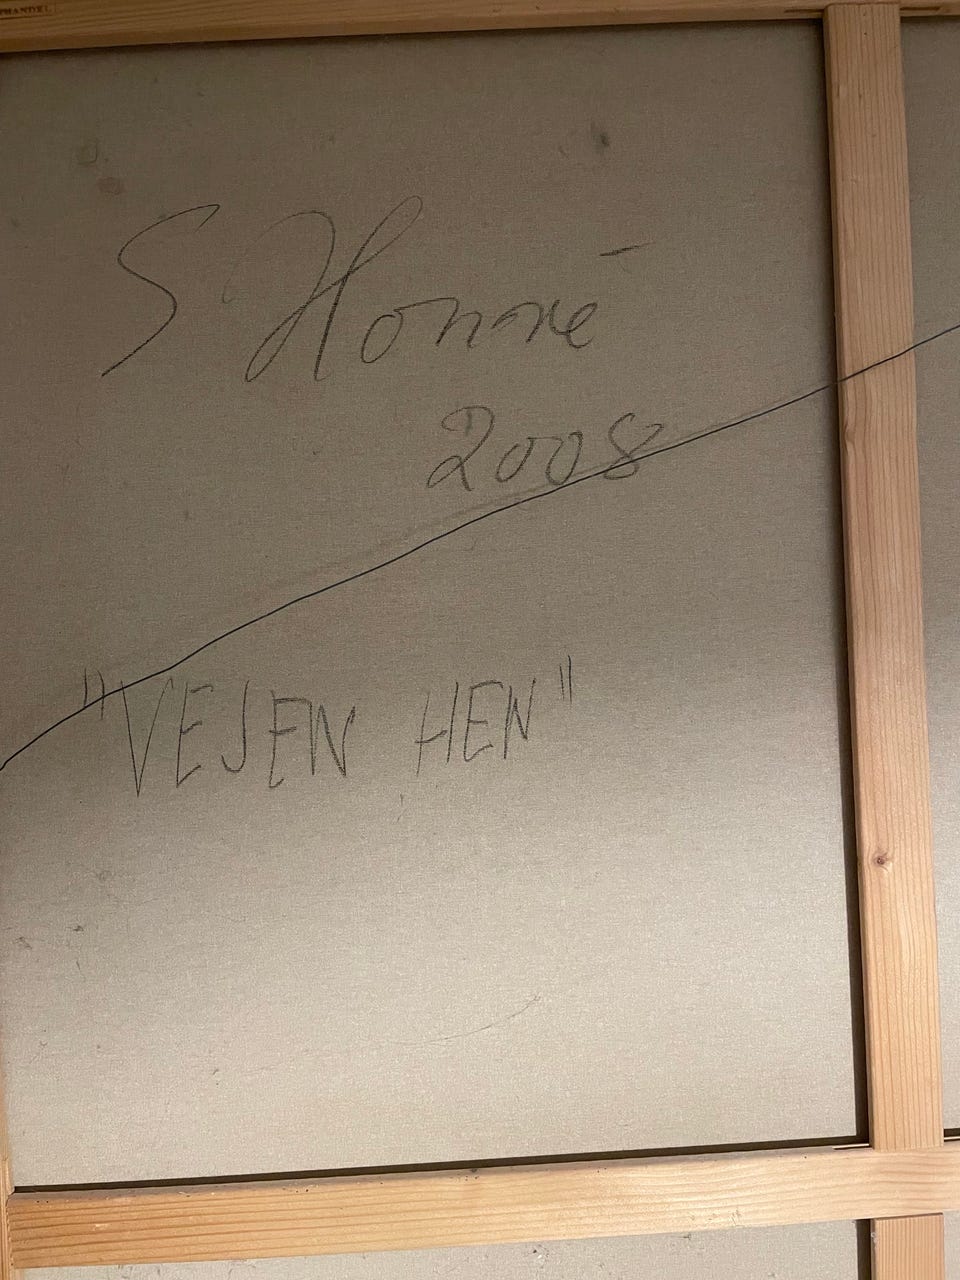 S Honoré
2008
"VEJEN HEN"